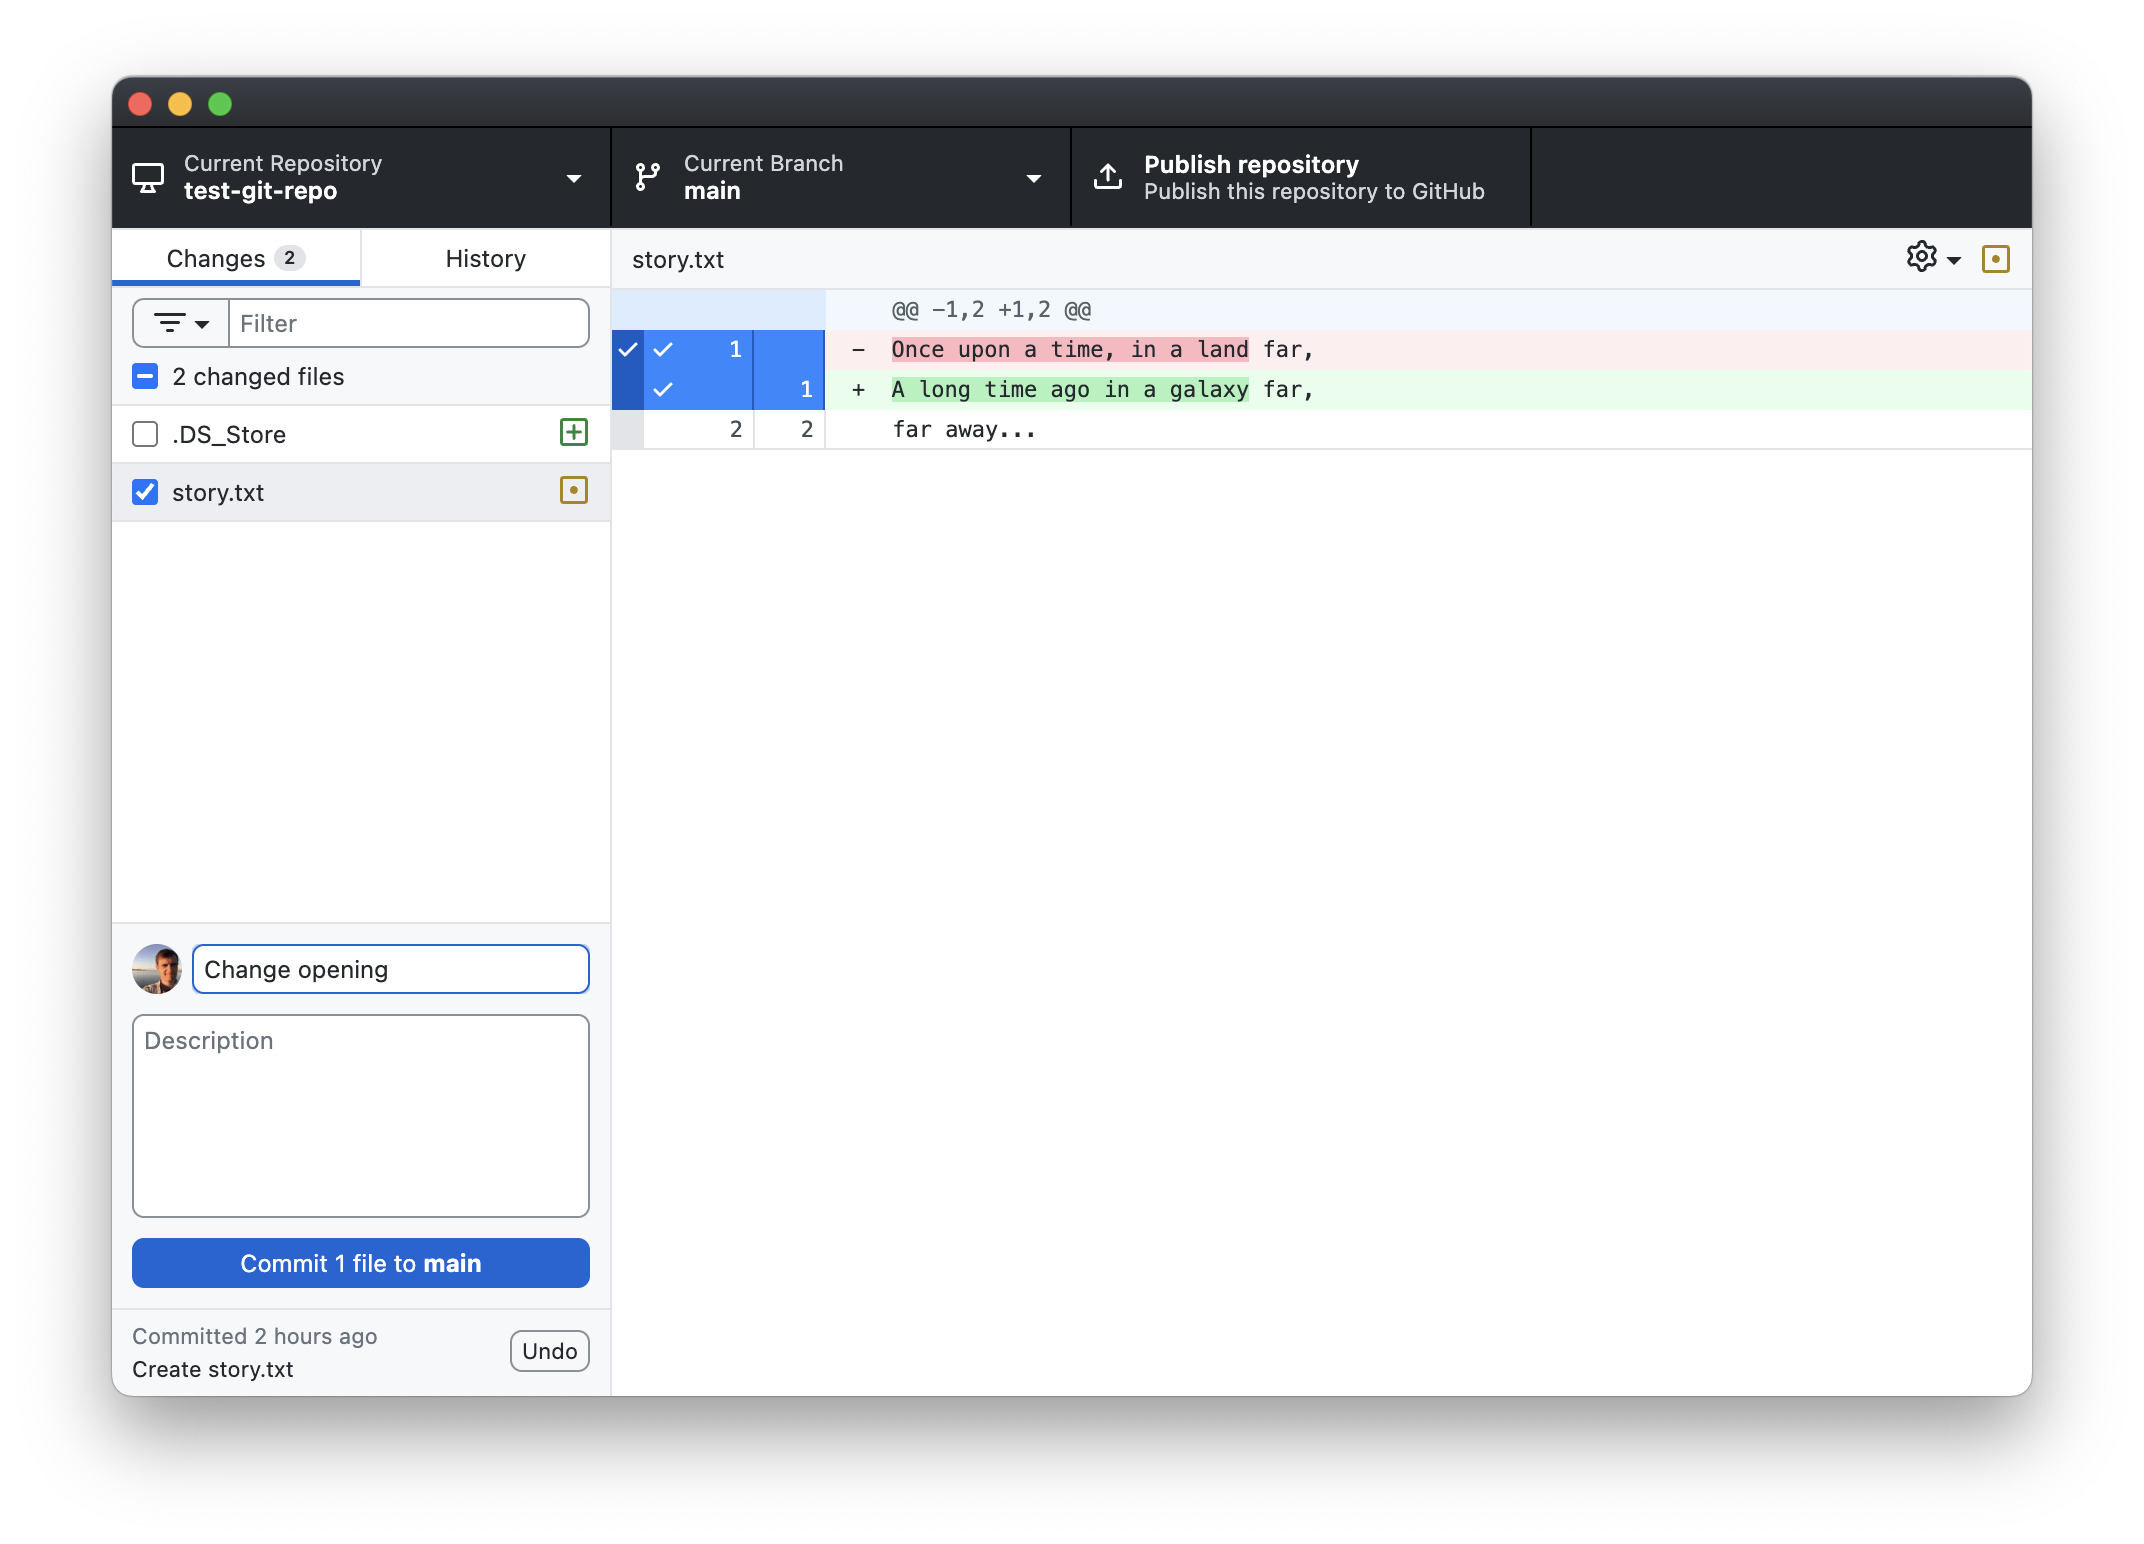 Current Repository
test-git-repo
Current Branch
main
Publish repository
Publish this repository to GitHub
Changes 2
History
story.txt
Filter
2 changed files
.DS_Store
story.txt
@@ -1,2 +1,2 @@
1 - Once upon a time, in a land far,
1 + A long time ago in a galaxy far,
2 2 far away...
Change opening
Description
Commit 1 file to main
Committed 2 hours ago
Create story.txt
Undo